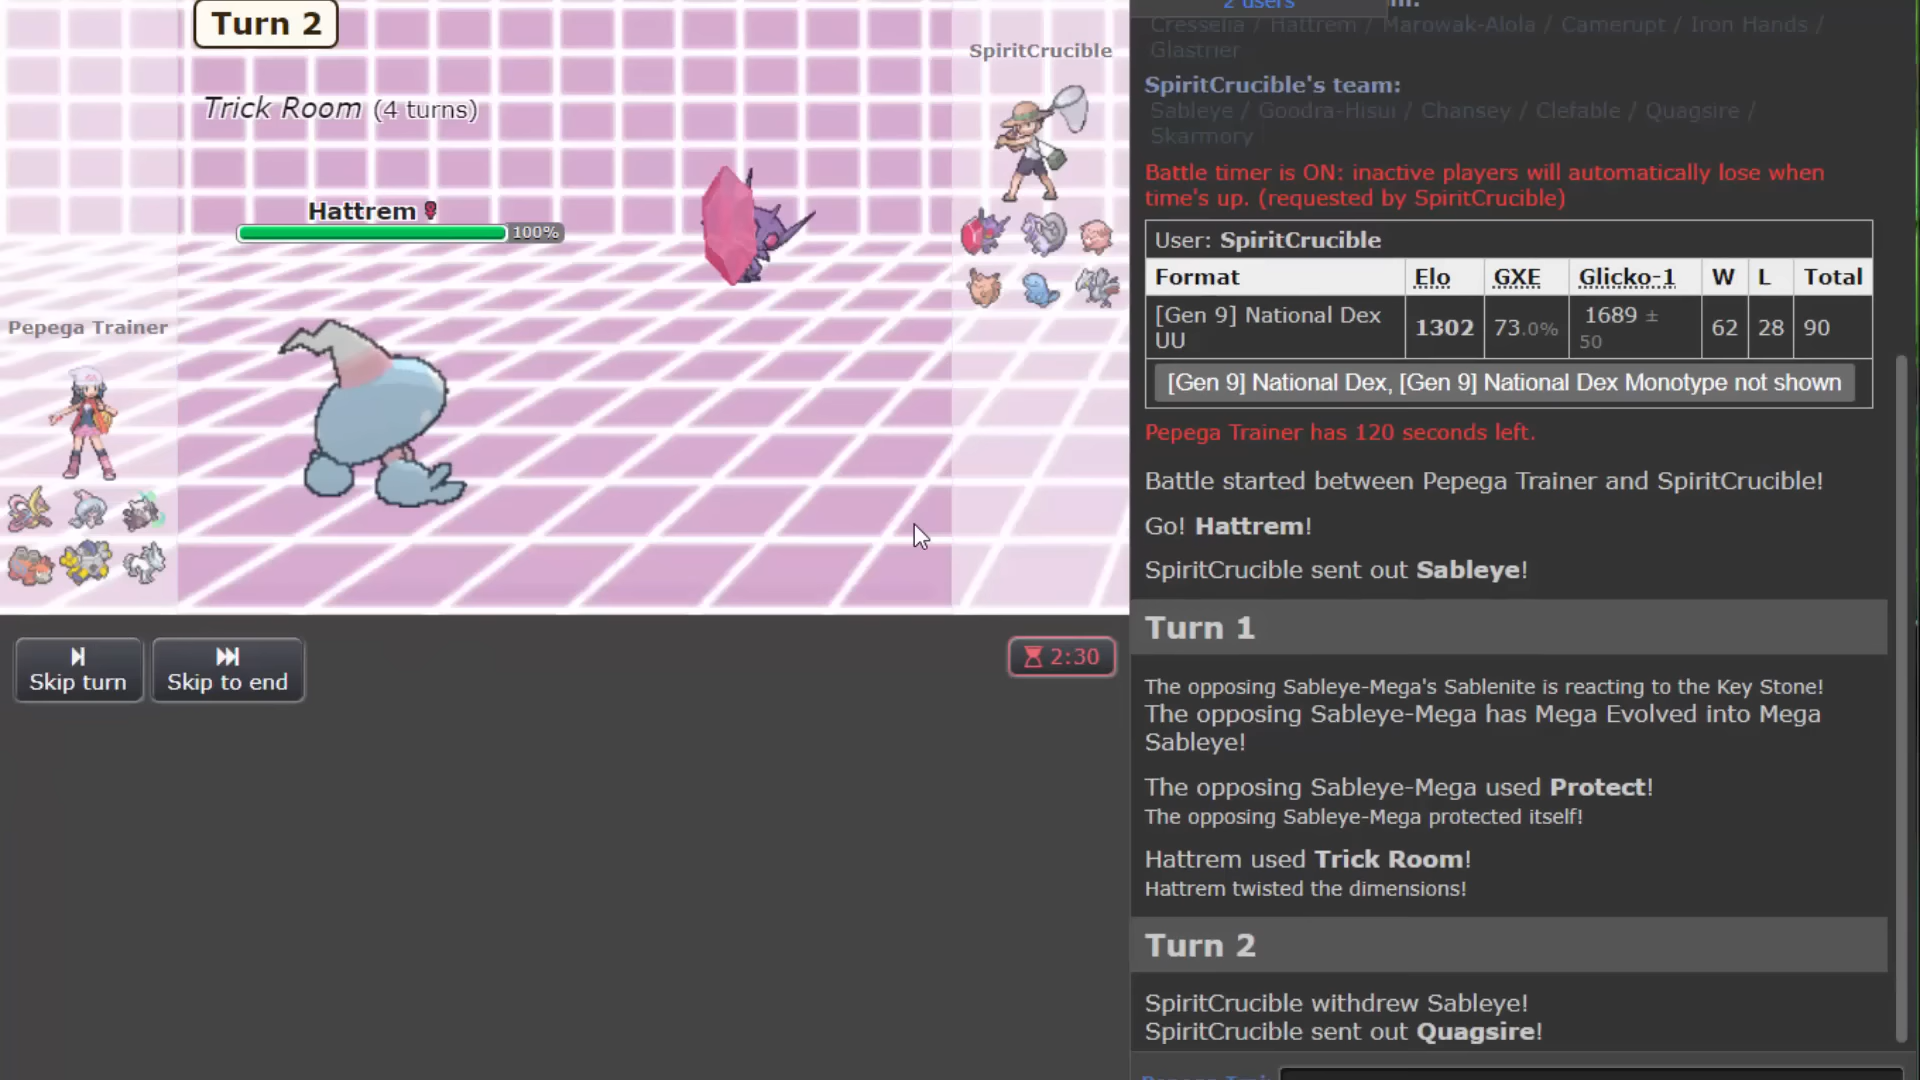 Turn 2
SpiritCrucible
Trick Room (4 turns)
Hattrem
100%
Pepega Trainer
Skip turn
Skip to end
2:30
2 users
Cresselia / Hattrem / Marowak-Alola / Camerupt / Iron Hands /
Glastrier
SpiritCrucible's team:
Sableye / Goodra-Hisui / Chansey / Clefable / Quagsire /
Skarmory
Battle timer is ON: inactive players will automatically lose when
time's up. (requested by SpiritCrucible)
User: SpiritCrucible
Format Elo GXE Glicko-1 W L Total
[Gen 9] National Dex
UU 1302 73.0% 1689 ±
50 62 28 90
[Gen 9] National Dex, [Gen 9] National Dex Monotype not shown
Pepega Trainer has 120 seconds left.
Battle started between Pepega Trainer and SpiritCrucible!
Go! Hattrem!
SpiritCrucible sent out Sableye!
Turn 1
The opposing Sableye-Mega's Sablenite is reacting to the Key Stone!
The opposing Sableye-Mega has Mega Evolved into Mega
Sableye!
The opposing Sableye-Mega used Protect!
The opposing Sableye-Mega protected itself!
Hattrem used Trick Room!
Hattrem twisted the dimensions!
Turn 2
SpiritCrucible withdrew Sableye!
SpiritCrucible sent out Quagsire!